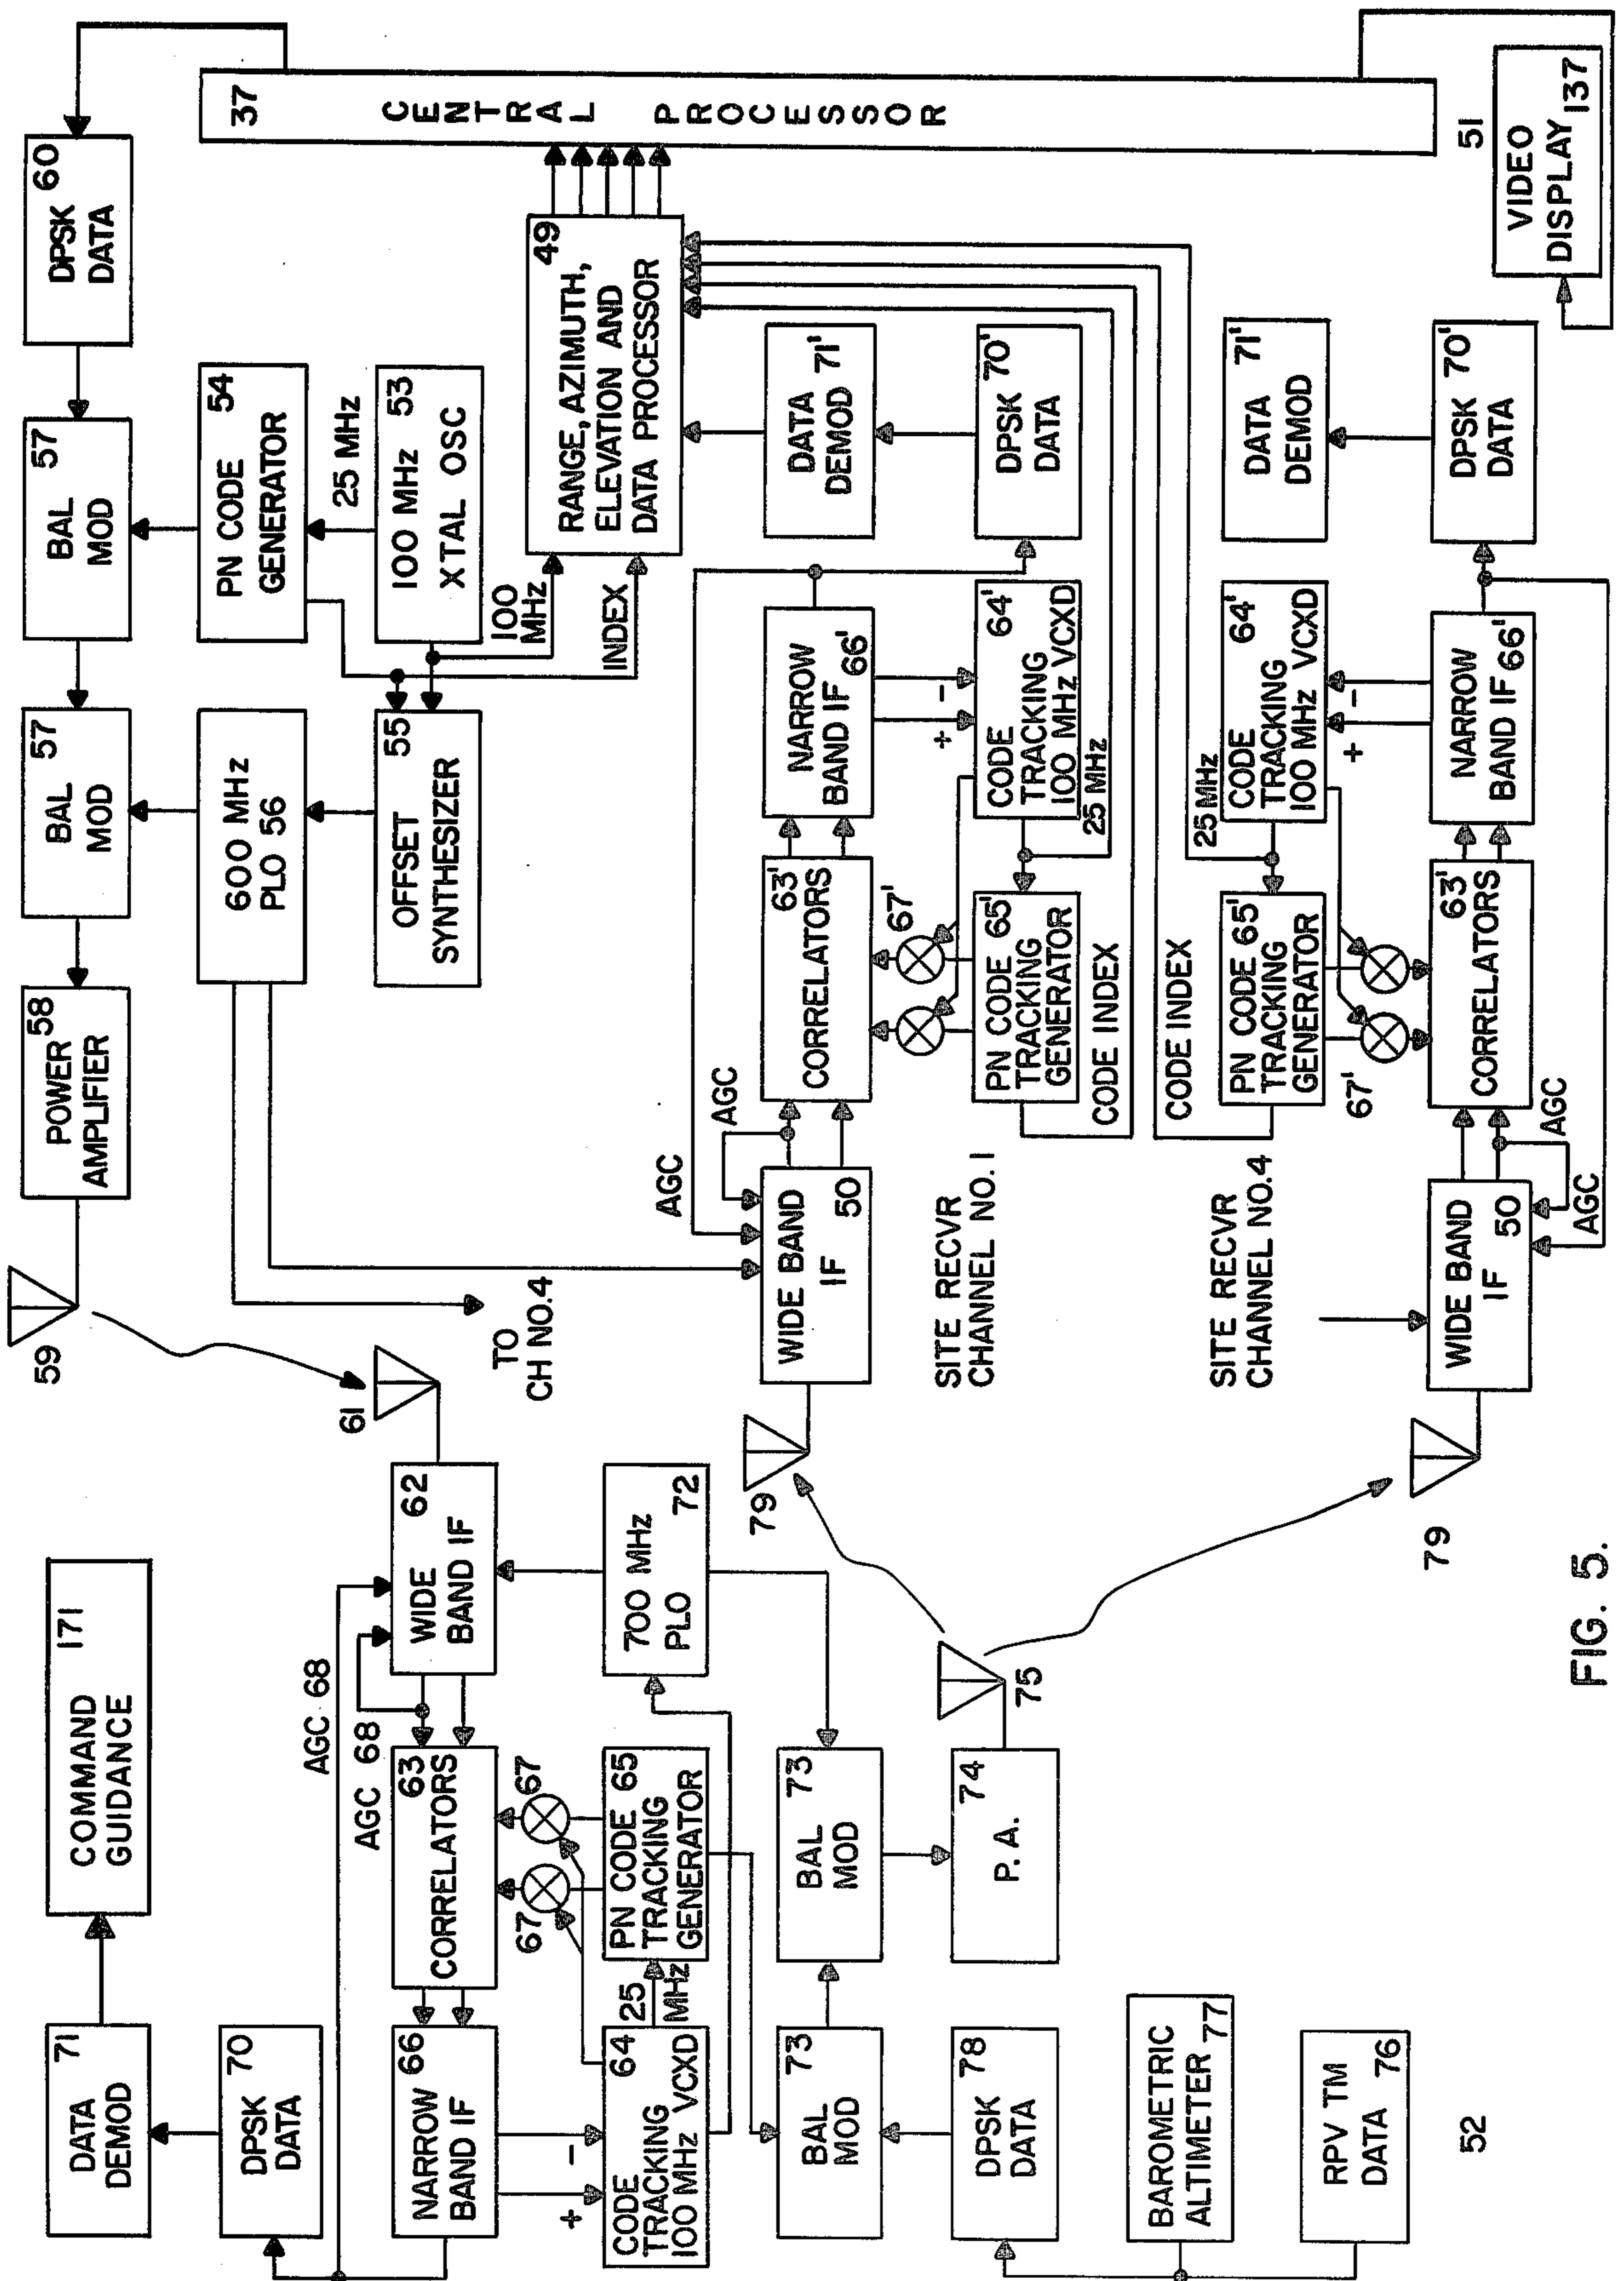 DATA
DEMOD 71
COMMAND
GUIDANCE 171
DPSK
DATA 70
AGC 68
AGC 68
NARROW
BAND IF 66
CORRELATORS 63
WIDE
BAND IF 62
61
59
+
-
67
67
CODE
TRACKING
100 MHz VCXD 64
25
MHz
PN CODE 65
TRACKING
GENERATOR
700 MHz
PLO 72
BAL
MOD 73
BAL
MOD 73
DPSK
DATA 78
P. A. 74
75
BAROMETRIC
ALTIMETER 77
RPV TM
DATA 76
52
POWER 58
AMPLIFIER
BAL
MOD 57
BAL
MOD 57
DPSK
DATA 60
600 MHz
PLO 56
PN CODE
GENERATOR 54
25 MHz
OFFSET
SYNTHESIZER 55
100 MHz 53
XTAL OSC
37
CENTRAL PROCESSOR
TO
CH NO.4
100
MHz
INDEX
RANGE, AZIMUTH, 49
ELEVATION AND
DATA PROCESSOR
AGC
AGC
79
WIDE BAND
IF 50
CORRELATORS 63'
NARROW
BAND IF 66'
DATA
DEMOD 71'
67'
+
-
SITE RECVR
CHANNEL NO. 1
PN CODE 65'
TRACKING
GENERATOR
CODE 64'
TRACKING
100 MHz VCXD
25 MHz
DPSK
DATA 70'
CODE INDEX
CODE INDEX
25 MHz
SITE RECVR
CHANNEL NO.4
PN CODE 65'
TRACKING
GENERATOR
CODE 64'
TRACKING
100 MHz VCXD
DATA
DEMOD 71'
67'
+
-
79
WIDE BAND
IF 50
AGC
AGC
CORRELATORS 63'
NARROW
BAND IF 66'
DPSK
DATA 70'
51
VIDEO
DISPLAY 137
FIG. 5.